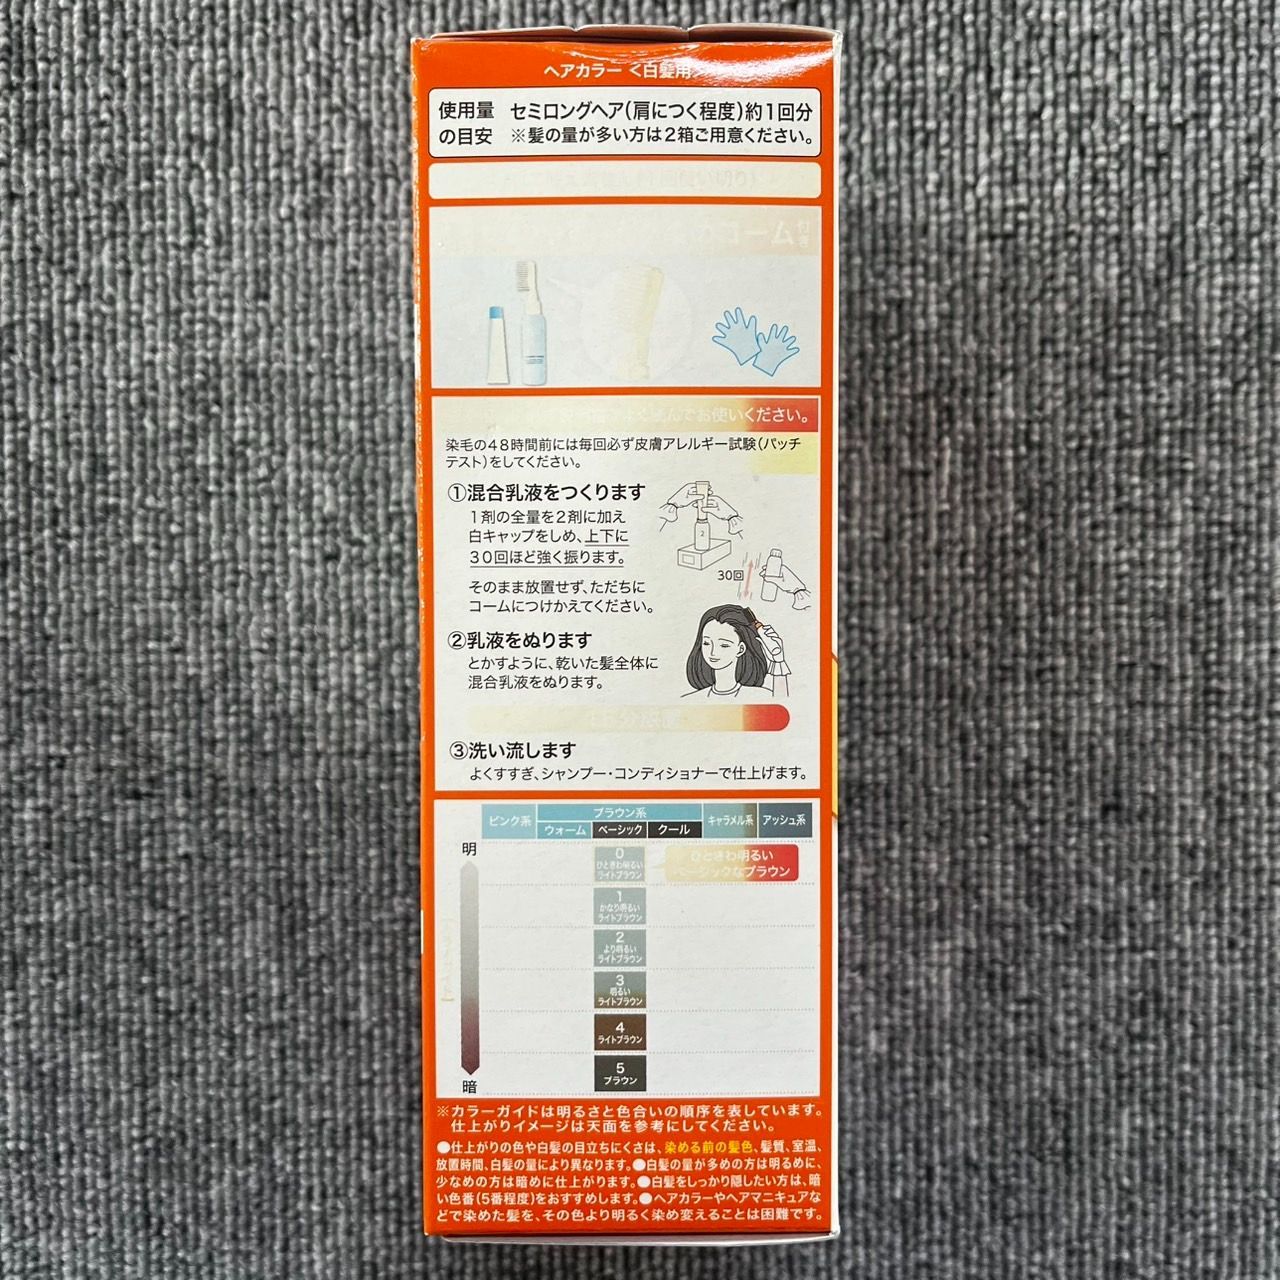 ヘアカラー <白髪用
使用量 セミロングヘア(肩につく程度)約1回分
の目安 ※髪の量が多い方は2箱ご用意ください。
使い切り
のコーム付き
よく読んでお使いください。
染毛の48時間前には毎回必ず皮膚アレルギー試験(パッチ
テスト)をしてください。
①混合乳液をつくります
1剤の全量を2剤に加え
白キャップをしめ、上下に
30回ほど強く振ります。
2
30回
そのまま放置せず、ただちに
コームにつけかえてください。
②乳液をぬります
とかすように、乾いた髪全体に
混合乳液をぬります。
③洗い流します
よくすすぎ、シャンプー・コンディショナーで仕上げます。
ピンク系 ブラウン系 キャラメル系 アッシュ系
ウォーム ベーシック クール
明
0
ひときわ明るい
ライトブラウン
ひときわ明るい
ベーシックなブラウン
1
かなり明るい
ライトブラウン
2
より明るい
ライトブラウン
3
明るい
ライトブラウン
4
ライトブラウン
5
ブラウン
暗
※カラーガイドは明るさと色合いの順序を表しています。
仕上がりイメージは天面を参考にしてください。
●仕上がりの色や白髪の目立ちにくさは、染める前の髪色、髪質、室温、
放置時間、白髪の量により異なります。●白髪の量が多めの方は明るめに、
少なめの方は暗めに仕上がります。●白髪をしっかり隠したい方は、暗
い色番(5番程度)をおすすめします。●ヘアカラーやヘアマニキュアな
どで染めた髪を、その色より明るく染め変えることは困難です。